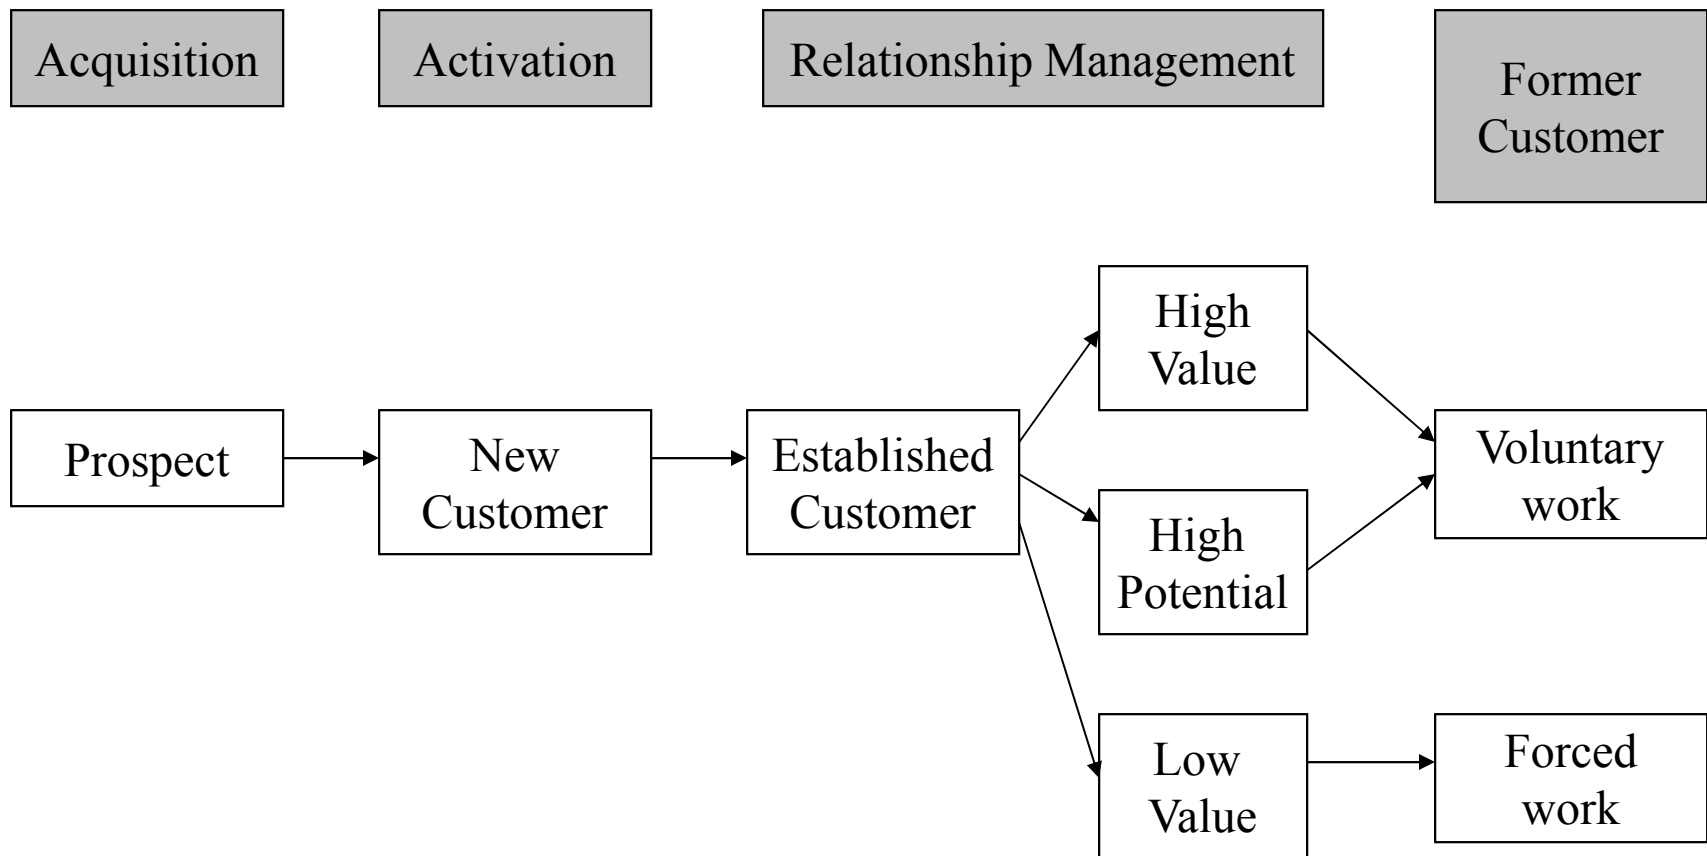 Acquisition
Activation
Relationship Management
Former
Customer
Prospect
New
Customer
Established
Customer
High
Value
High
Potential
Low
Value
Voluntary
work
Forced
work